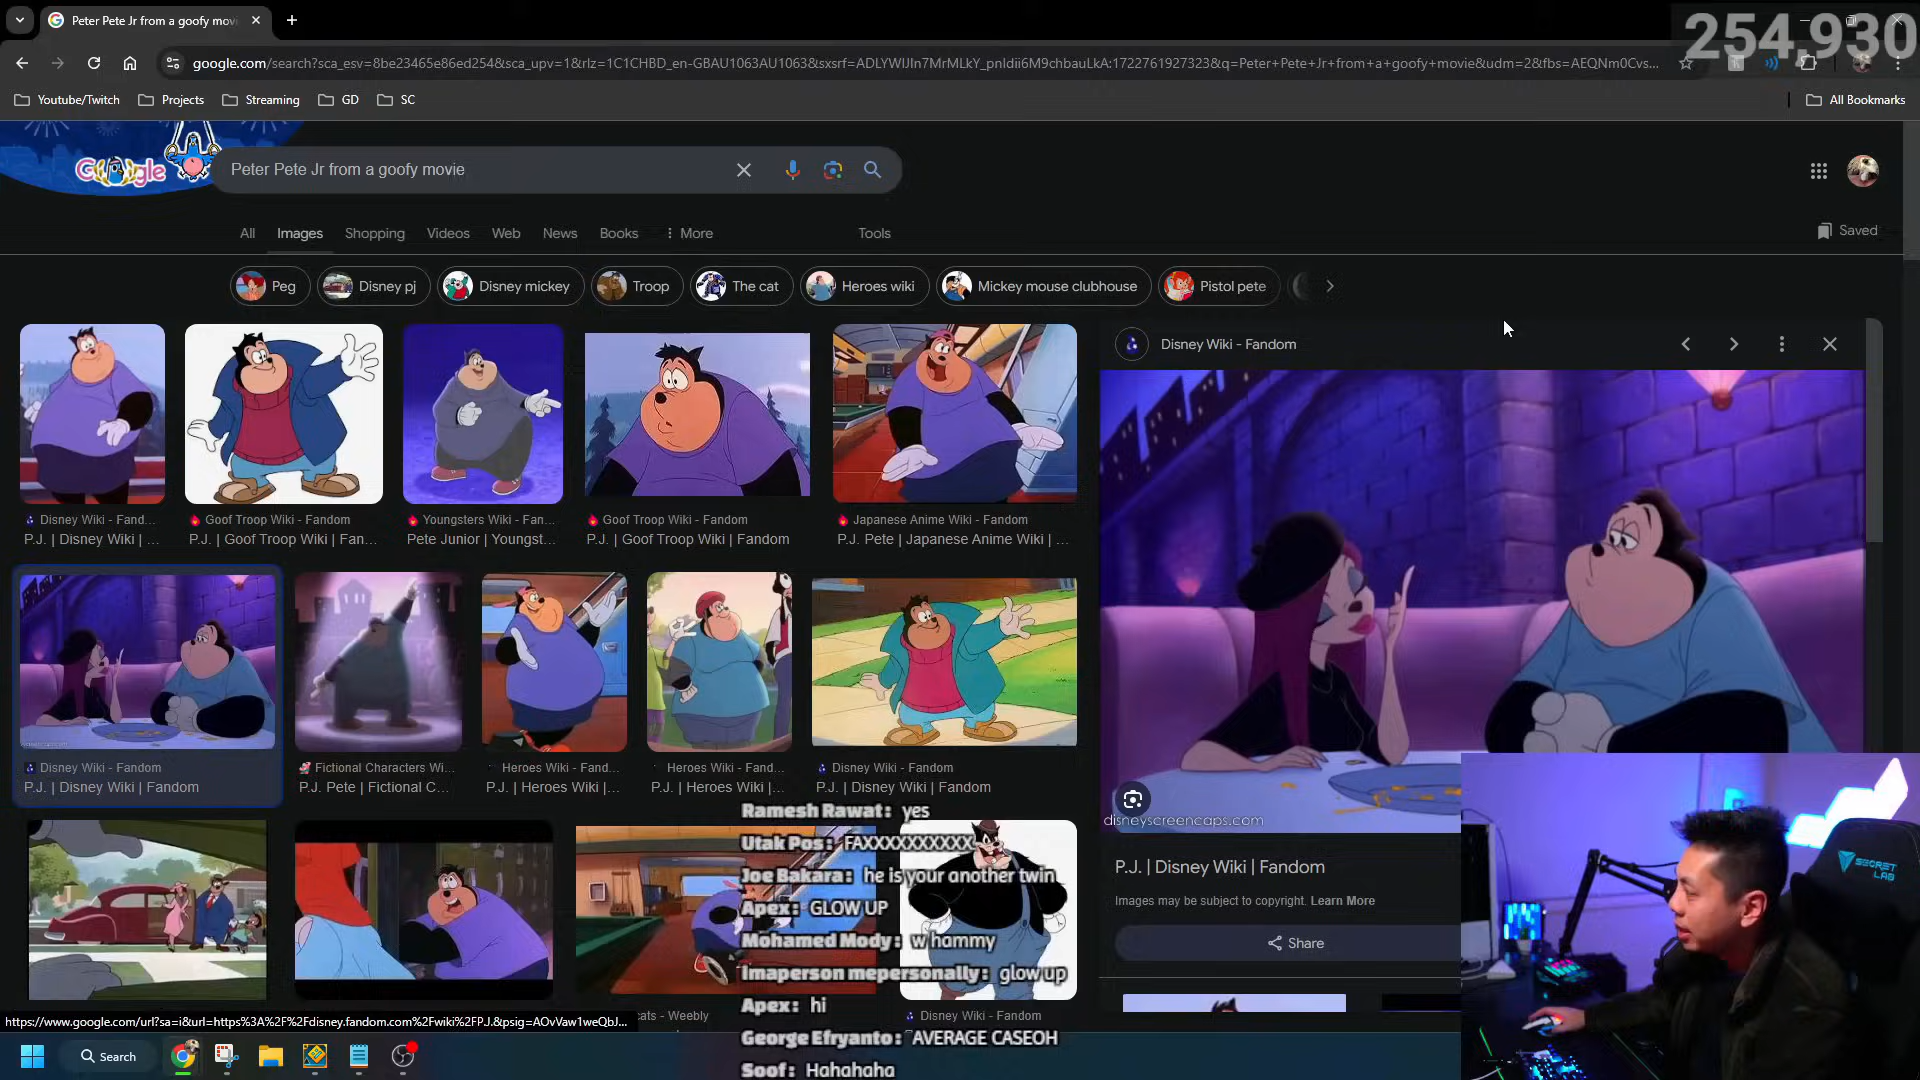 Peter Pete Jr from a goofy movi
254,930
google.com/search?sca_esv=8be23465e86ed254&sca_upv=1&rlz=1C1CHBD_en-GBAU1063AU1063&sxsrf=ADLYWIJIn7MrMLkY_pnIdii6M9chbauLkA:1722761927323&q=Peter+Pete+Jr+from+a+goofy+movie&udm=2&fbs=AEQNm0Cvs...
Youtube/Twitch
Projects
Streaming
GD
SC
All Bookmarks
Google
Peter Pete Jr from a goofy movie
All
Images
Shopping
Videos
Web
News
Books
More
Tools
Saved
Peg
Disney pj
Disney mickey
Troop
The cat
Heroes wiki
Mickey mouse clubhouse
Pistol pete
Disney Wiki - Fandom
Disney Wiki - Fand...
P.J. | Disney Wiki | ...
Goof Troop Wiki - Fandom
P.J. | Goof Troop Wiki | Fan...
Youngsters Wiki - Fan...
Pete Junior | Youngst...
Goof Troop Wiki - Fandom
P.J. | Goof Troop Wiki | Fandom
Japanese Anime Wiki - Fandom
P.J. Pete | Japanese Anime Wiki | ...
Disney Wiki - Fandom
P.J. | Disney Wiki | Fandom
Fictional Characters Wi...
P.J. Pete | Fictional C...
Heroes Wiki - Fand...
P.J. | Heroes Wiki |...
Heroes Wiki - Fand...
P.J. | Heroes Wiki |...
Disney Wiki - Fandom
P.J. | Disney Wiki | Fandom
disneyscreencaps.com
P.J. | Disney Wiki | Fandom
Images may be subject to copyright. Learn More
Share
Ramesh Rawat: yes
Utak Pos: FAXXXXXXXXXX
Joe Bakara: he is your another twin
Apex: GLOW UP
Mohamed Mody: w hammy
Imaperson mepersonally: glow up
Apex: hi
George Efryanto: AVERAGE CASEOH
Soof: Hahahaha
cats - Weebly
Disney Wiki - Fandom
SECRET LAB
https://www.google.com/url?sa=i&url=https%3A%2F%2Fdisney.fandom.com%2Fwiki%2FPJ.&psig=AOvVaw1weQbJ...
Search